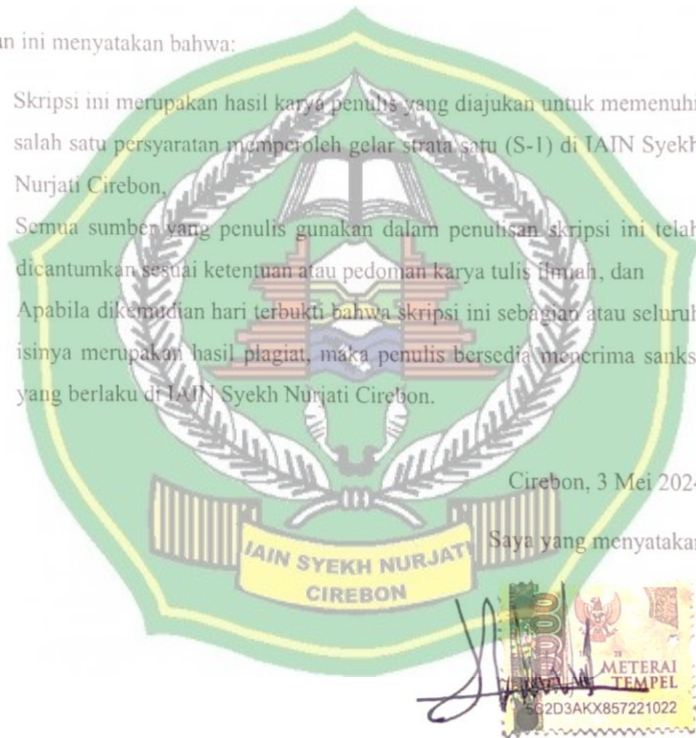 un ini menyatakan bahwa:
Skripsi ini merupakan hasil karya penulis yang diajukan untuk memenuhi
salah satu persyaratan memperoleh gelar strata satu (S-1) di IAIN Syekh
Nurjati Cirebon,
Semua sumber yang penulis gunakan dalam penulisan skripsi ini telah
dicantumkan sesuai ketentuan atau pedoman karya tulis ilmiah, dan
Apabila dikemudian hari terbukti bahwa skripsi ini sebagian atau seluruh
isinya merupakan hasil plagiat, maka penulis bersedia menerima sanksi
yang berlaku di IAIN Syekh Nurjati Cirebon.
Cirebon, 3 Mei 2024
Saya yang menyatakan
IAIN SYEKH NURJATI
CIREBON
METERAI
TEMPEL
2D3AKX857221022